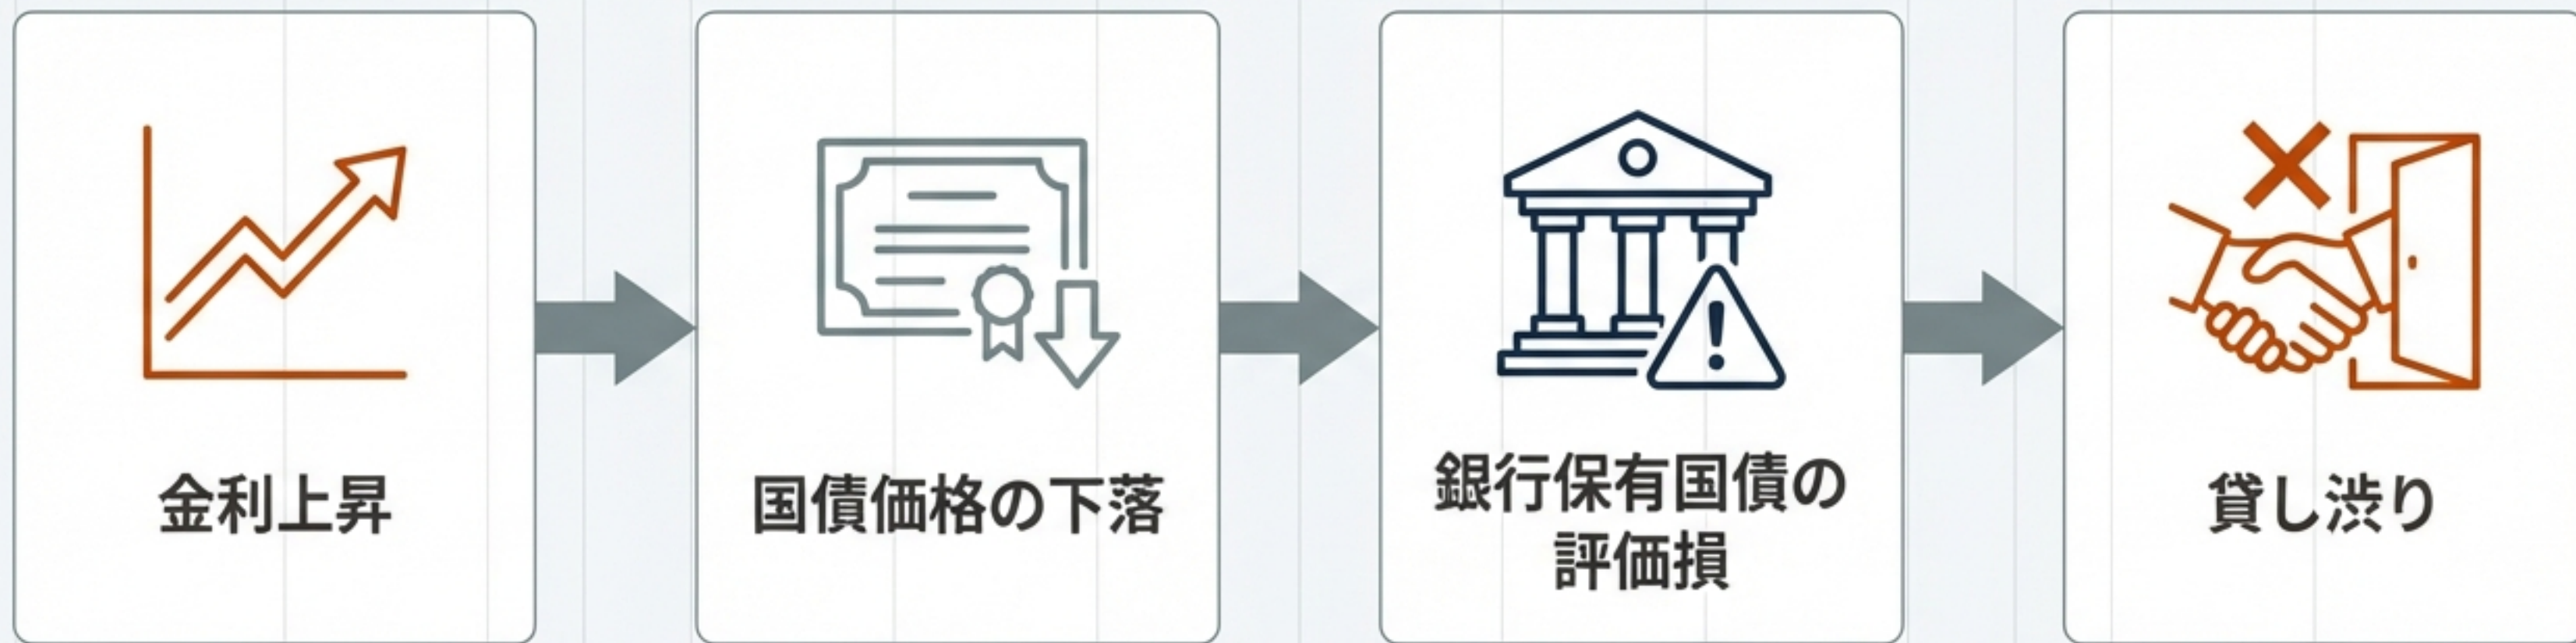 金利上昇
国債価格の下落
銀行保有国債の
評価損
貸し渋り